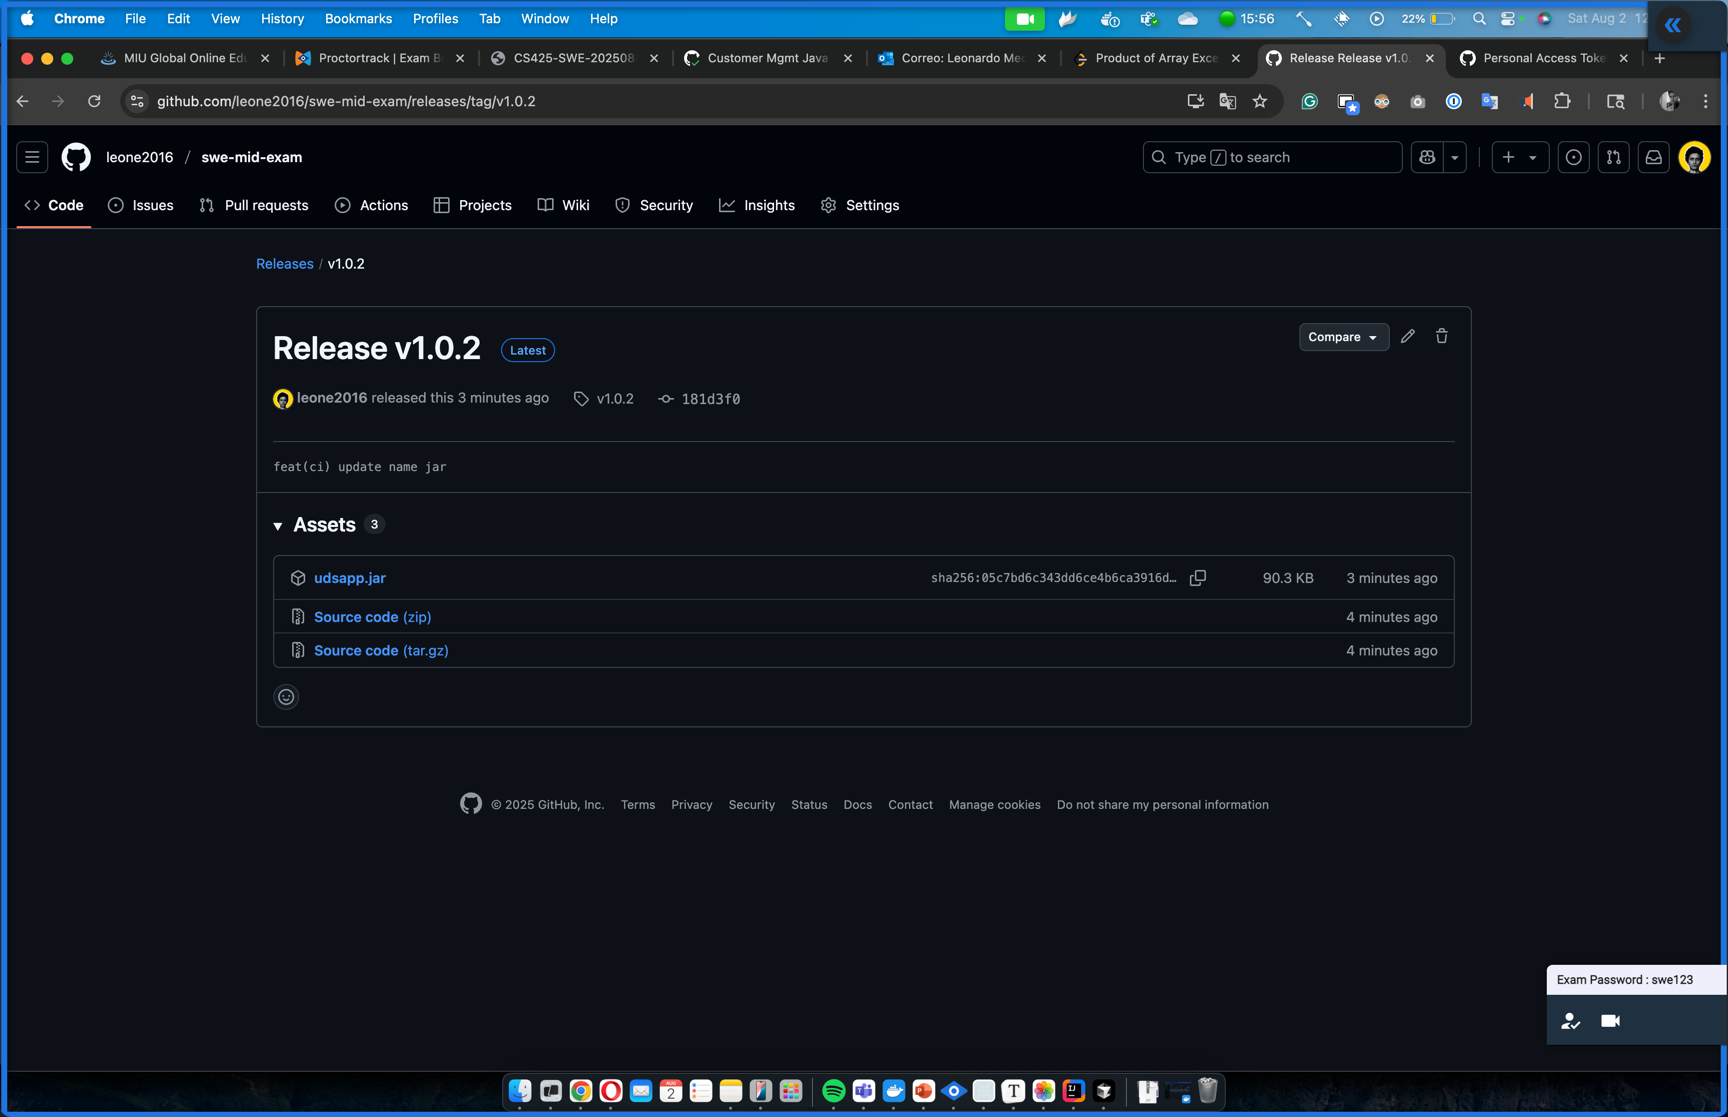 Chrome File Edit View History Bookmarks Profiles Tab Window Help 15:56 22% Sat Aug 2 12
MIU Global Online Edu Proctortrack | Exam B CS425-SWE-202508 Customer Mgmt Java Correo: Leonardo Med Product of Array Exce Release Release v1.0. Personal Access Toke
github.com/leone2016/swe-mid-exam/releases/tag/v1.0.2
leone2016 / swe-mid-exam Type / to search
Code Issues Pull requests Actions Projects Wiki Security Insights Settings
Releases / v1.0.2
Release v1.0.2 Latest Compare
leone2016 released this 3 minutes ago v1.0.2 181d3f0
feat(ci) update name jar
Assets 3
udsapp.jar sha256:05c7bd6c343dd6ce4b6ca3916d… 90.3 KB 3 minutes ago
Source code (zip) 4 minutes ago
Source code (tar.gz) 4 minutes ago
© 2025 GitHub, Inc. Terms Privacy Security Status Docs Contact Manage cookies Do not share my personal information
Exam Password : swe123
AUG
2
T